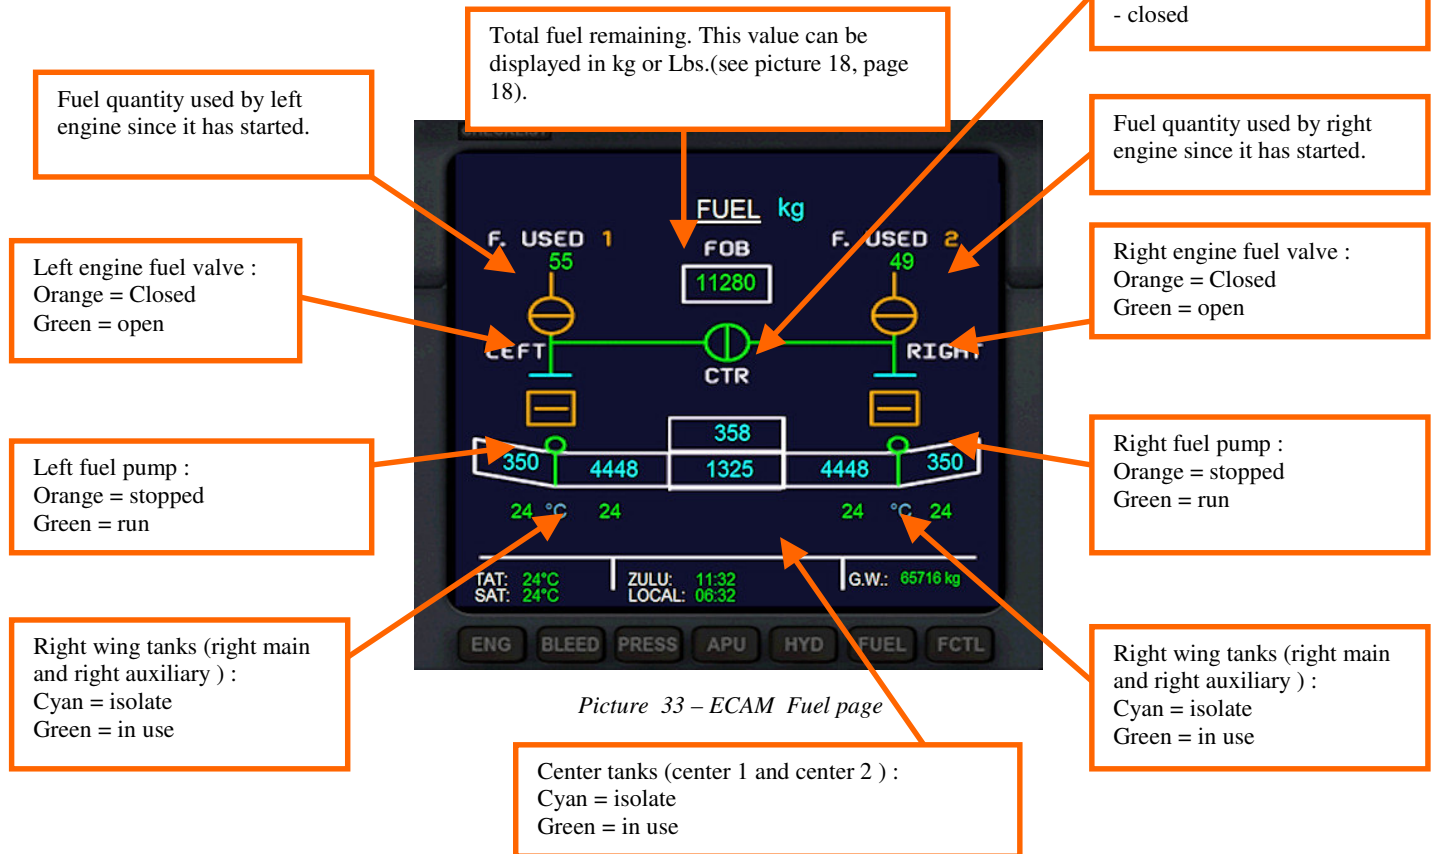 - closed
Total fuel remaining. This value can be
displayed in kg or Lbs.(see picture 18, page
18).
Fuel quantity used by left
engine since it has started.
Fuel quantity used by right
engine since it has started.
Left engine fuel valve :
Orange = Closed
Green = open
Right engine fuel valve :
Orange = Closed
Green = open
Left fuel pump :
Orange = stopped
Green = run
Right fuel pump :
Orange = stopped
Green = run
Right wing tanks (right main
and right auxiliary ) :
Cyan = isolate
Green = in use
Right wing tanks (right main
and right auxiliary ) :
Cyan = isolate
Green = in use
CHECKLIST
FUEL kg
F. USED 1 FOB F. USED 2
55 11280 49
LEFT CTR RIGHT
358
350 4448 1325 4448 350
24 °C 24 24 °C 24
TAT: 24°C ZULU: 11:32 G.W.: 65716 kg
SAT: 24°C LOCAL: 06:32
ENG BLEED PRESS APU HYD FUEL FCTL
Picture 33 – ECAM Fuel page
Center tanks (center 1 and center 2 ) :
Cyan = isolate
Green = in use